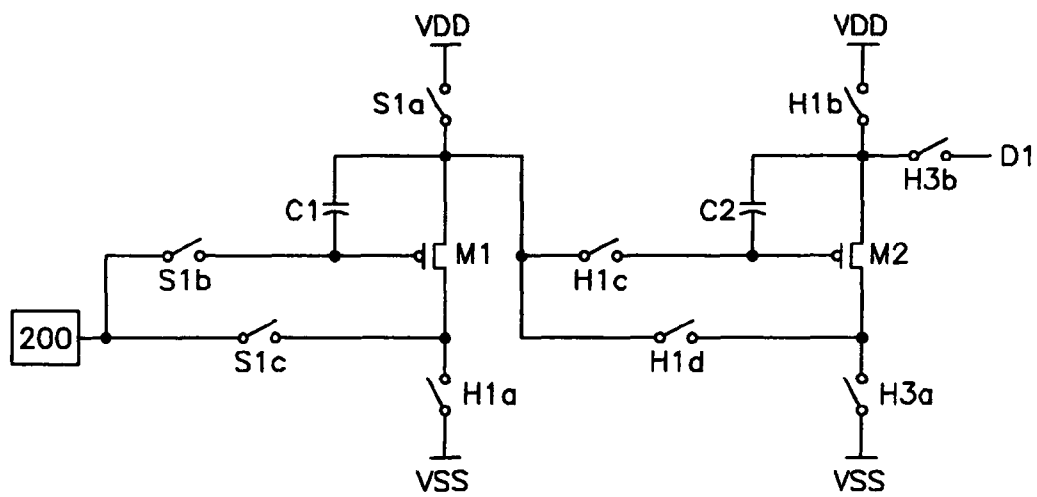 VDD
VDD
S1a
H1b
D1
H3b
C1
C2
M1
M2
S1b
H1c
200
S1c
H1d
H1a
H3a
VSS
VSS